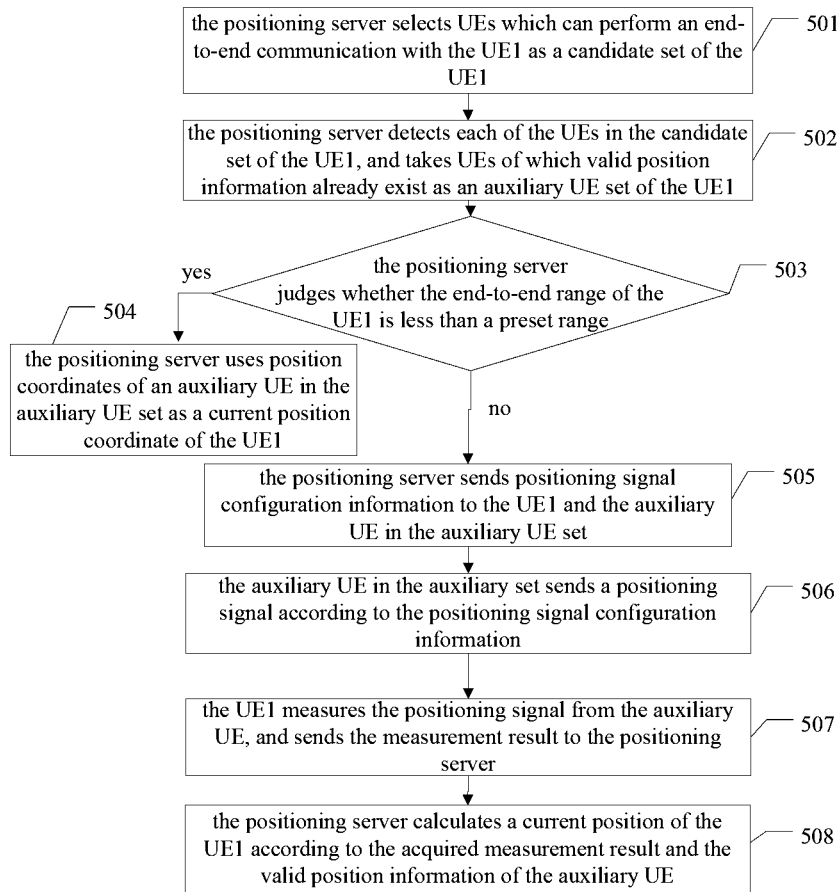 the positioning server selects UEs which can perform an end-
to-end communication with the UE1 as a candidate set of the
UE1
501
the positioning server detects each of the UEs in the candidate
set of the UE1, and takes UEs of which valid position
information already exist as an auxiliary UE set of the UE1
502
the positioning server
judges whether the end-to-end range of the
UE1 is less than a preset range
503
yes
504
the positioning server uses position
coordinates of an auxiliary UE in the
auxiliary UE set as a current position
coordinate of the UE1
no
the positioning server sends positioning signal
configuration information to the UE1 and the auxiliary
UE in the auxiliary UE set
505
the auxiliary UE in the auxiliary set sends a positioning
signal according to the positioning signal configuration
information
506
the UE1 measures the positioning signal from the auxiliary
UE, and sends the measurement result to the positioning
server
507
the positioning server calculates a current position of the
UE1 according to the acquired measurement result and the
valid position information of the auxiliary UE
508